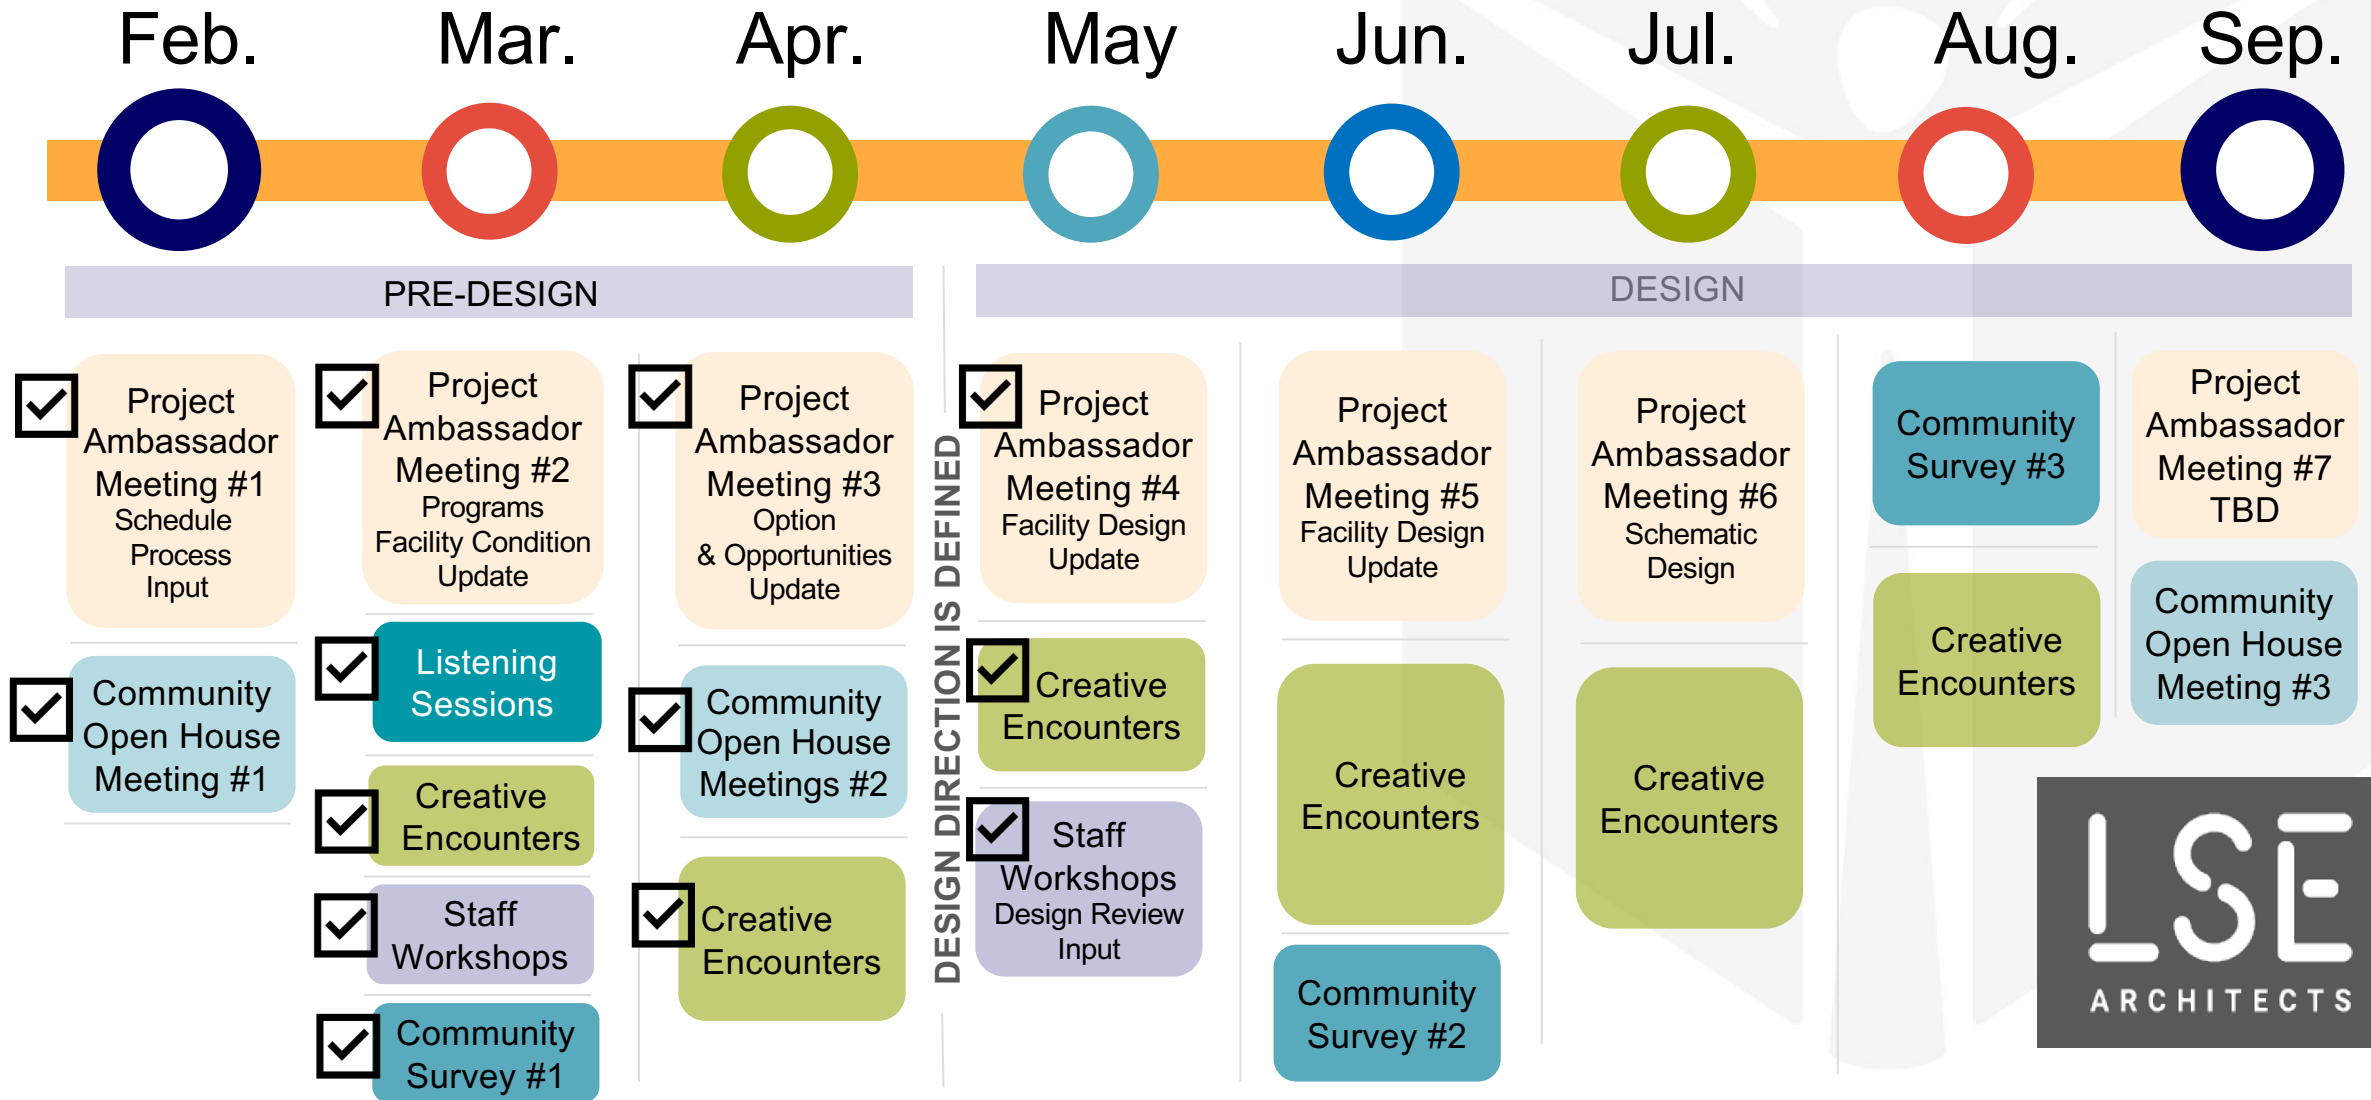 Feb.
Mar.
Apr.
May
Jun.
Jul.
Aug.
Sep.
PRE-DESIGN
DESIGN
Project
Ambassador
Meeting #1
Schedule
Process
Input
Community
Open House
Meeting #1
Project
Ambassador
Meeting #2
Programs
Facility Condition
Update
Listening
Sessions
Creative
Encounters
Staff
Workshops
Community
Survey #1
Project
Ambassador
Meeting #3
Option
& Opportunities
Update
Community
Open House
Meetings #2
Creative
Encounters
DESIGN DIRECTION IS DEFINED
Project
Ambassador
Meeting #4
Facility Design
Update
Creative
Encounters
Staff
Workshops
Design Review
Input
Project
Ambassador
Meeting #5
Facility Design
Update
Creative
Encounters
Community
Survey #2
Project
Ambassador
Meeting #6
Schematic
Design
Creative
Encounters
Community
Survey #3
Creative
Encounters
Project
Ambassador
Meeting #7
TBD
Community
Open House
Meeting #3
LSE
ARCHITECTS